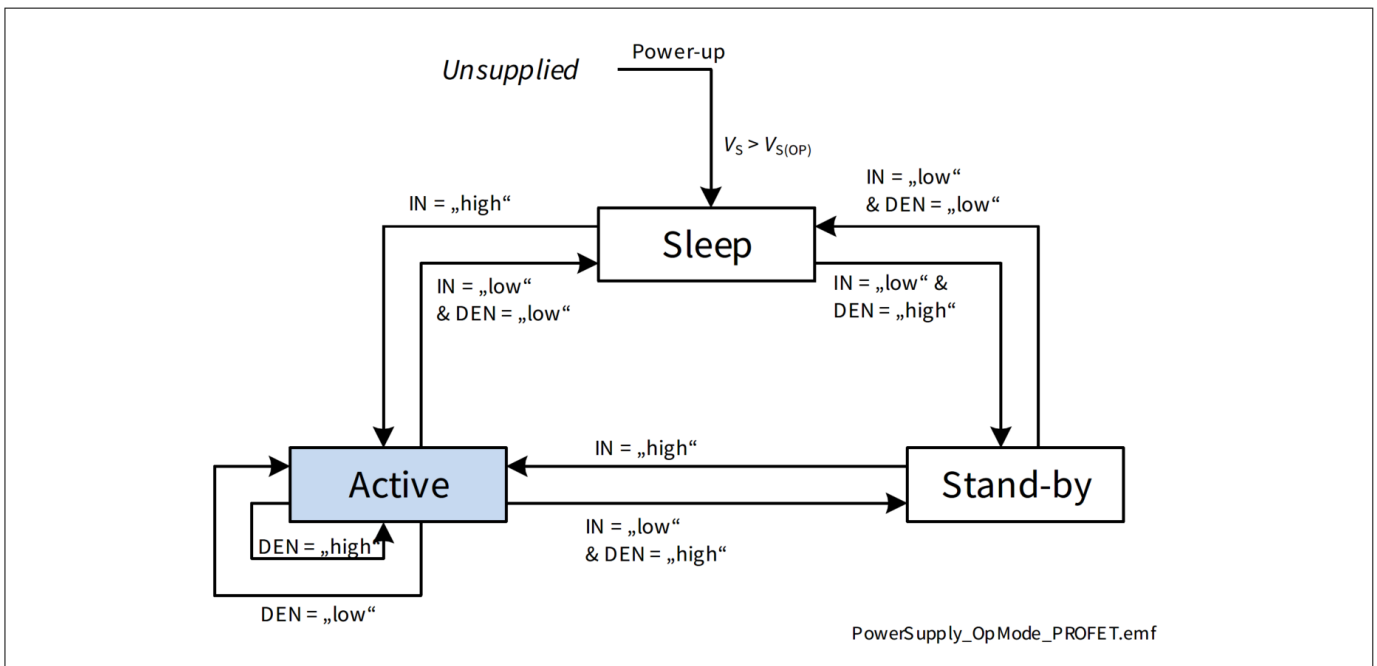 Power-up
Unsupplied
VS > VS(OP)
IN = „low“
& DEN = „low“
IN = „high“
Sleep
IN = „low“
& DEN = „low“
IN = „low“ &
DEN = „high“
IN = „high“
Active
Stand-by
IN = „low“
& DEN = „high“
DEN = „high“
DEN = „low“
PowerSupply_OpMode_PROFET.emf